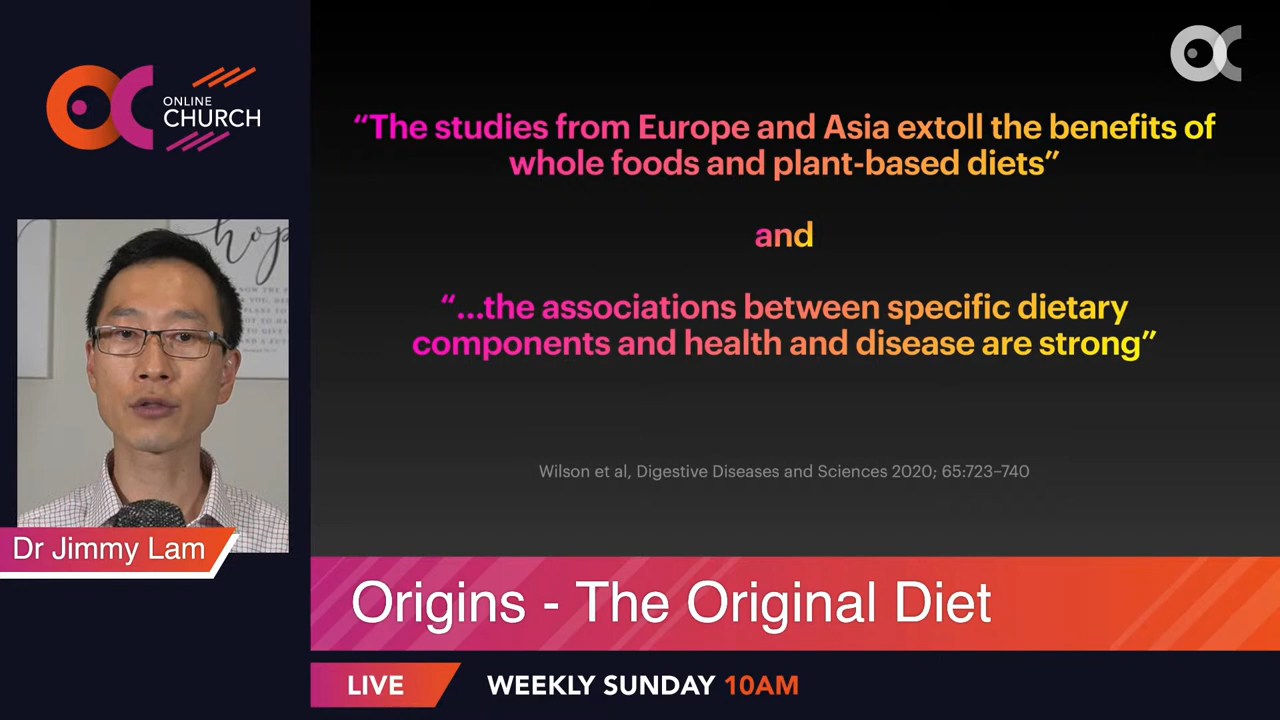 ONLINE
CHURCH
“The studies from Europe and Asia extoll the benefits of
whole foods and plant-based diets”
and
“...the associations between specific dietary
components and health and disease are strong”
Wilson et al, Digestive Diseases and Sciences 2020; 65:723–740
hop
Dr Jimmy Lam
Origins - The Original Diet
LIVE
WEEKLY SUNDAY 10AM